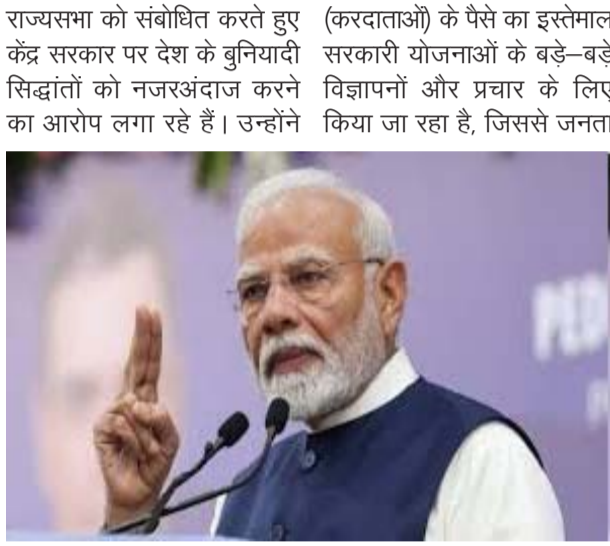 राज्यसभा को संबोधित करते हुए
केंद्र सरकार पर देश के बुनियादी
सिद्धांतों को नजरअंदाज करने
का आरोप लगा रहे हैं। उन्होंने
(करदाताओं) के पैसे का इस्तेमाल
सरकारी योजनाओं के बड़े–बड़े
विज्ञापनों और प्रचार के लिए
किया जा रहा है, जिससे जनता
PED